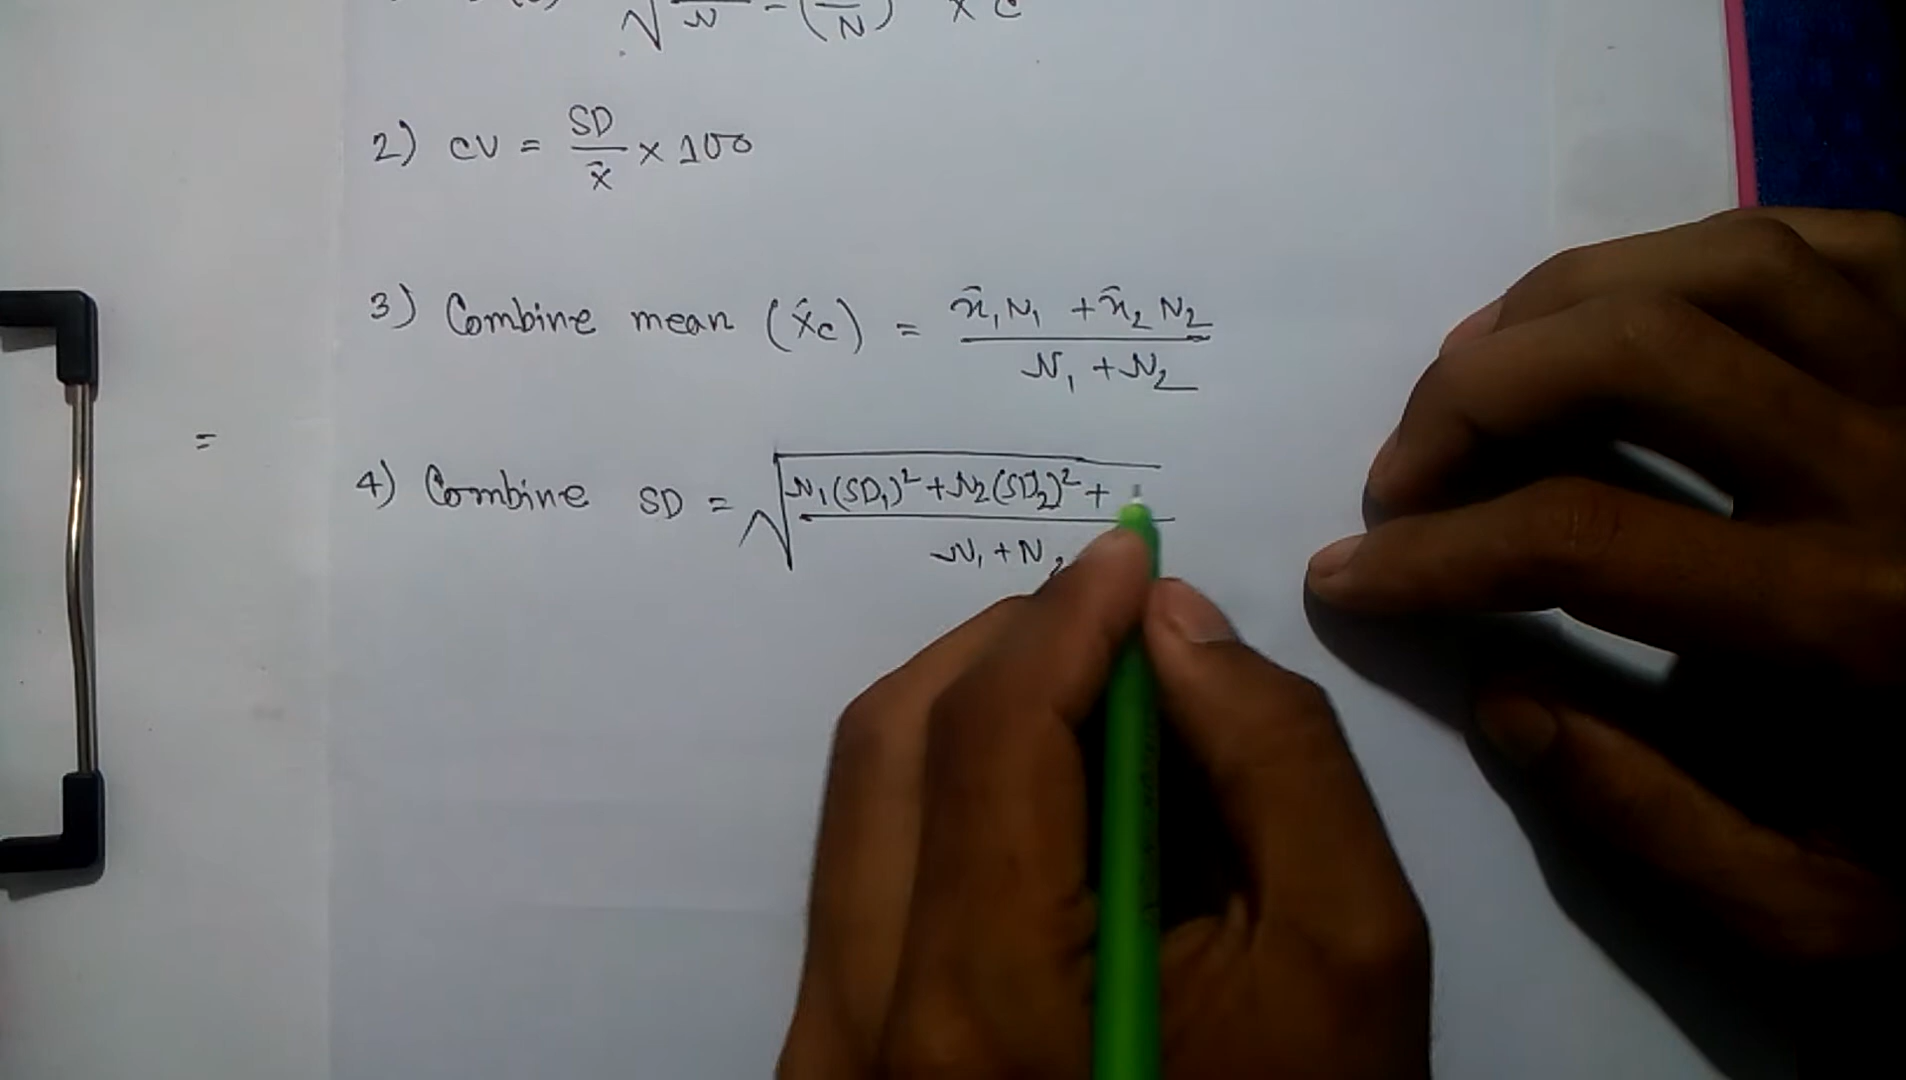 √ N - (N) × C
2) CV = SD/x̄ × 100
3) Combine mean (x̄c) = x̄₁N₁ + x̄₂N₂ / N₁ + N₂
=
4) Combine SD = √ N₁(SD₁)² + N₂(SD₂)² + / N₁ + N₂